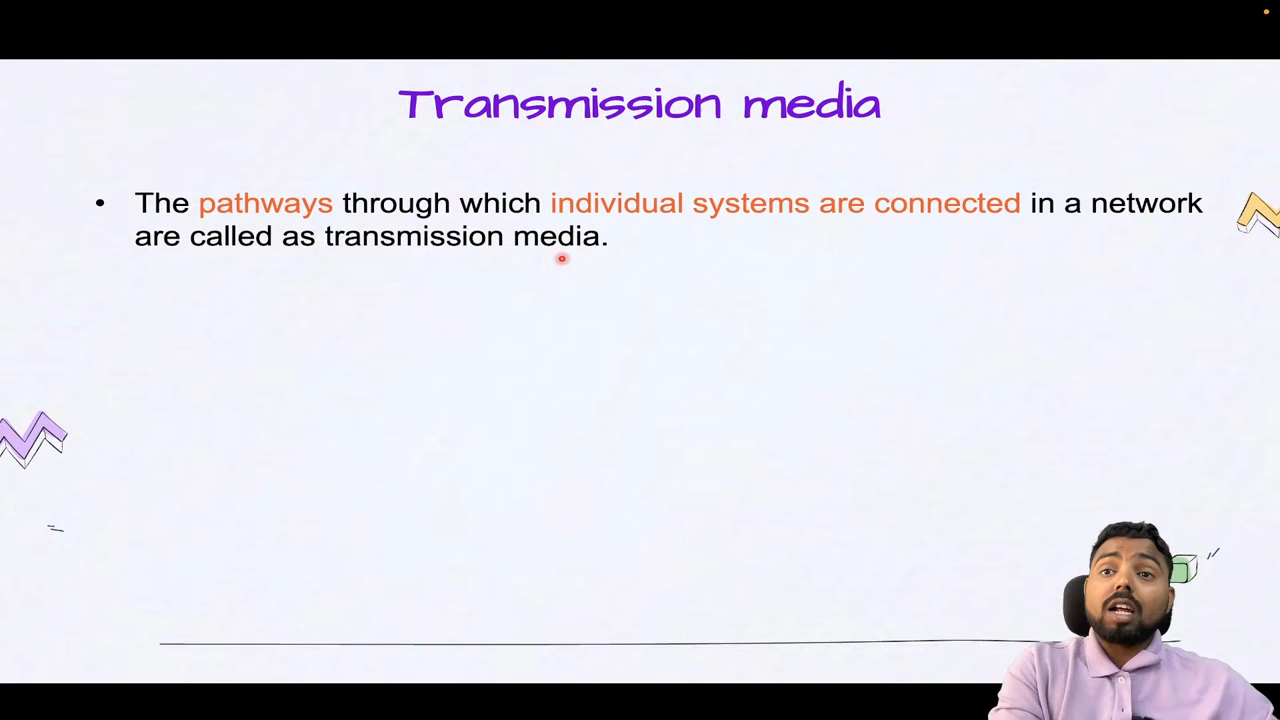 Transmission media
• The pathways through which individual systems are connected in a network
are called as transmission media.